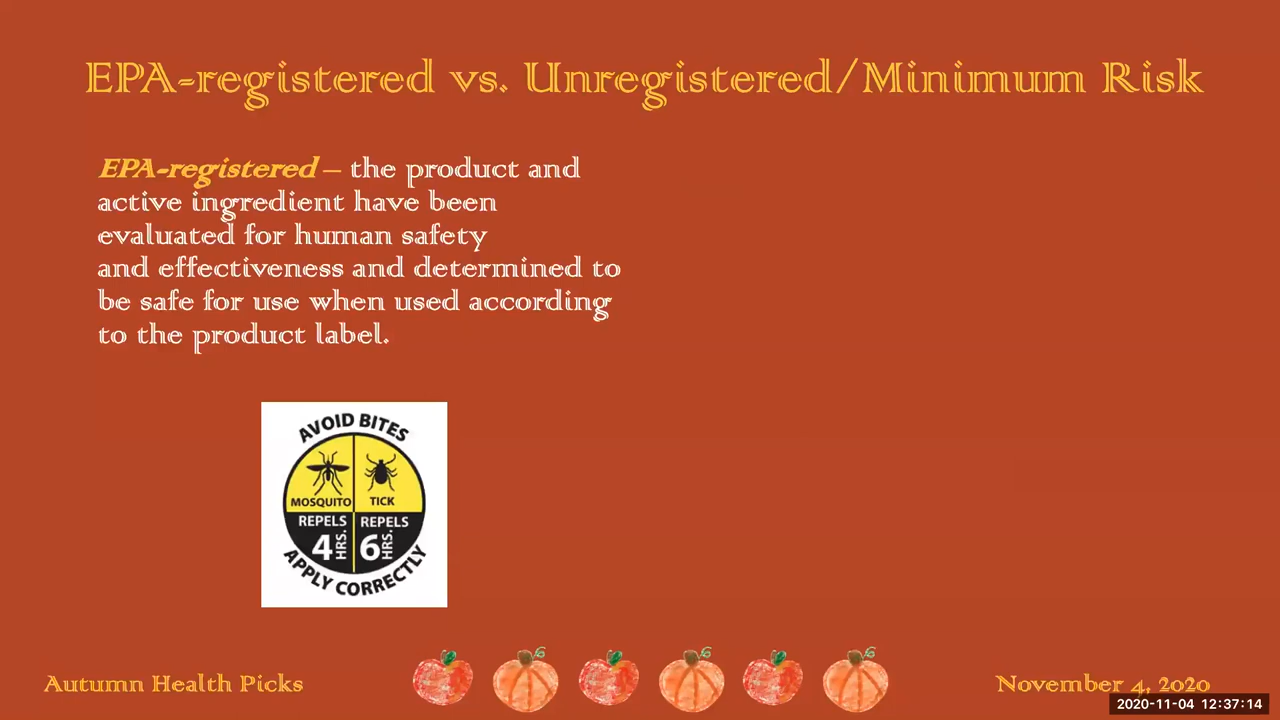 EPA-registered vs. Unregistered/Minimum Risk
EPA-registered – the product and
active ingredient have been
evaluated for human safety
and effectiveness and determined to
be safe for use when used according
to the product label.
AVOID BITES
MOSQUITO TICK
REPELS REPELS
4 HRS. 6 HRS.
APPLY CORRECTLY
Autumn Health Picks
November 4, 2020
2020-11-04 12:37:14